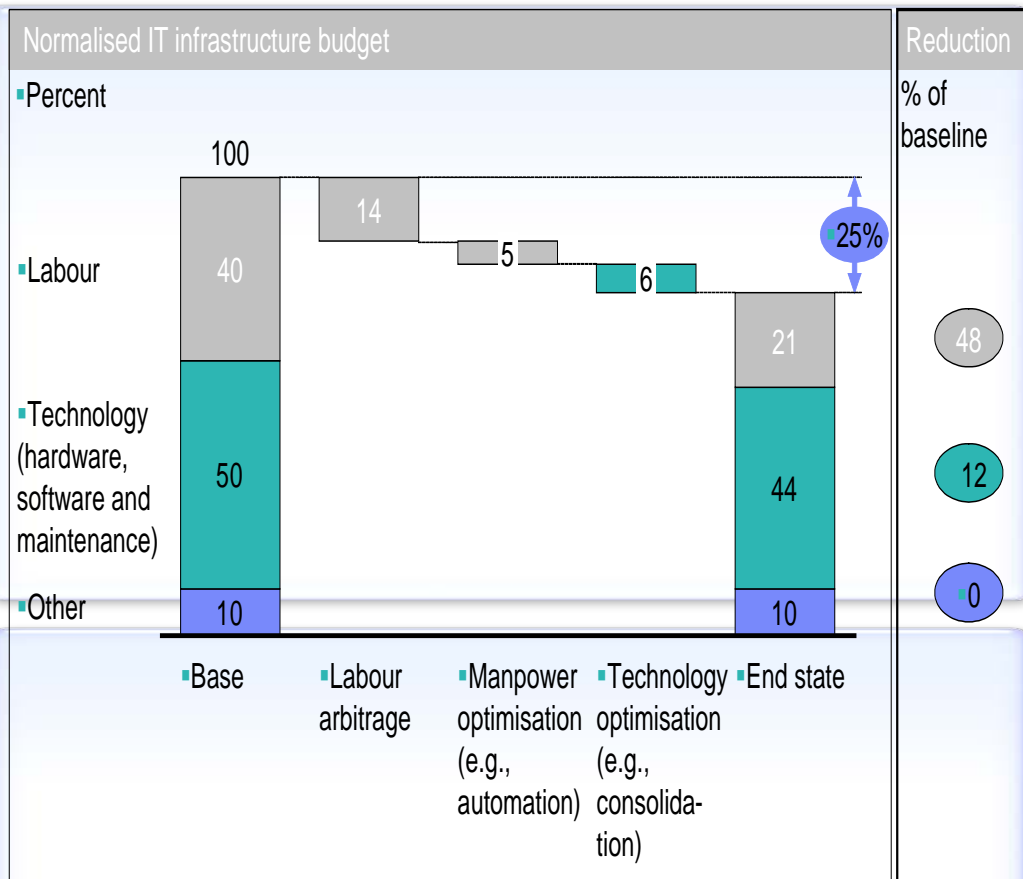 Normalised IT infrastructure budget
Reduction
▪Percent
% of
baseline
100
14
▪25%
5
▪Labour
40
6
21
48
▪Technology
(hardware,
software and
maintenance)
50
44
12
▪Other
10
10
▪0
▪Base
▪Labour
arbitrage
▪Manpower
optimisation
(e.g.,
automation)
▪Technology
optimisation
(e.g.,
consolida-
tion)
▪End state